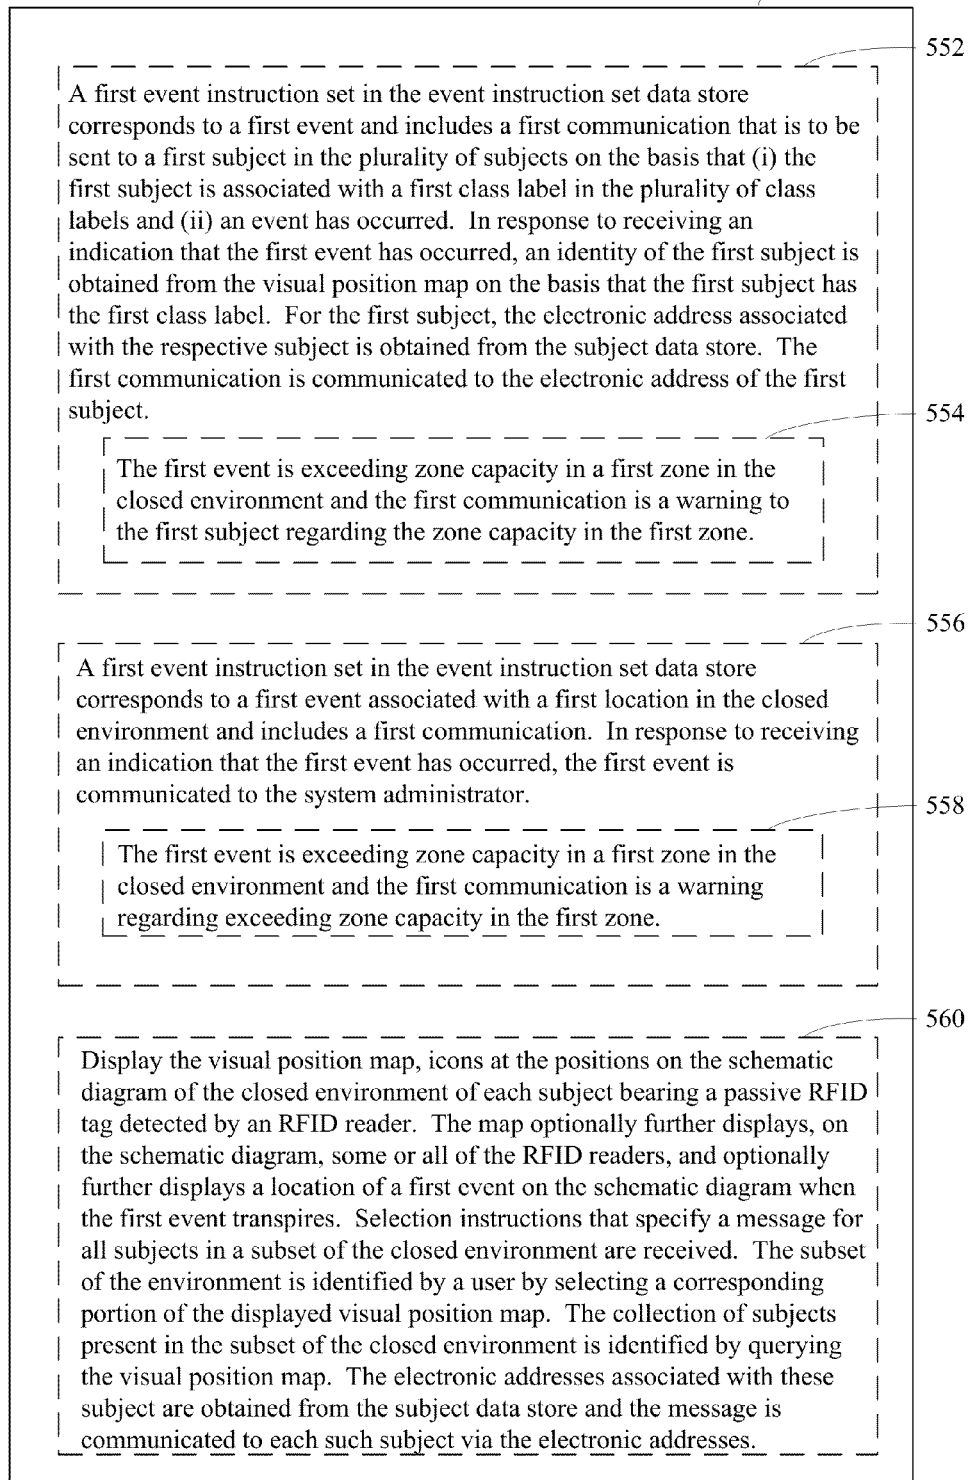 552
A first event instruction set in the event instruction set data store
corresponds to a first event and includes a first communication that is to be
sent to a first subject in the plurality of subjects on the basis that (i) the
first subject is associated with a first class label in the plurality of class
labels and (ii) an event has occurred.  In response to receiving an
indication that the first event has occurred, an identity of the first subject is
obtained from the visual position map on the basis that the first subject has
the first class label.  For the first subject, the electronic address associated
with the respective subject is obtained from the subject data store.  The
first communication is communicated to the electronic address of the first
subject.
554
The first event is exceeding zone capacity in a first zone in the
closed environment and the first communication is a warning to
the first subject regarding the zone capacity in the first zone.
556
A first event instruction set in the event instruction set data store
corresponds to a first event associated with a first location in the closed
environment and includes a first communication.  In response to receiving
an indication that the first event has occurred, the first event is
communicated to the system administrator.
558
The first event is exceeding zone capacity in a first zone in the
closed environment and the first communication is a warning
regarding exceeding zone capacity in the first zone.
560
Display the visual position map, icons at the positions on the schematic
diagram of the closed environment of each subject bearing a passive RFID
tag detected by an RFID reader.  The map optionally further displays, on
the schematic diagram, some or all of the RFID readers, and optionally
further displays a location of a first event on the schematic diagram when
the first event transpires.  Selection instructions that specify a message for
all subjects in a subset of the closed environment are received.  The subset
of the environment is identified by a user by selecting a corresponding
portion of the displayed visual position map.  The collection of subjects
present in the subset of the closed environment is identified by querying
the visual position map.  The electronic addresses associated with these
subject are obtained from the subject data store and the message is
communicated to each such subject via the electronic addresses.